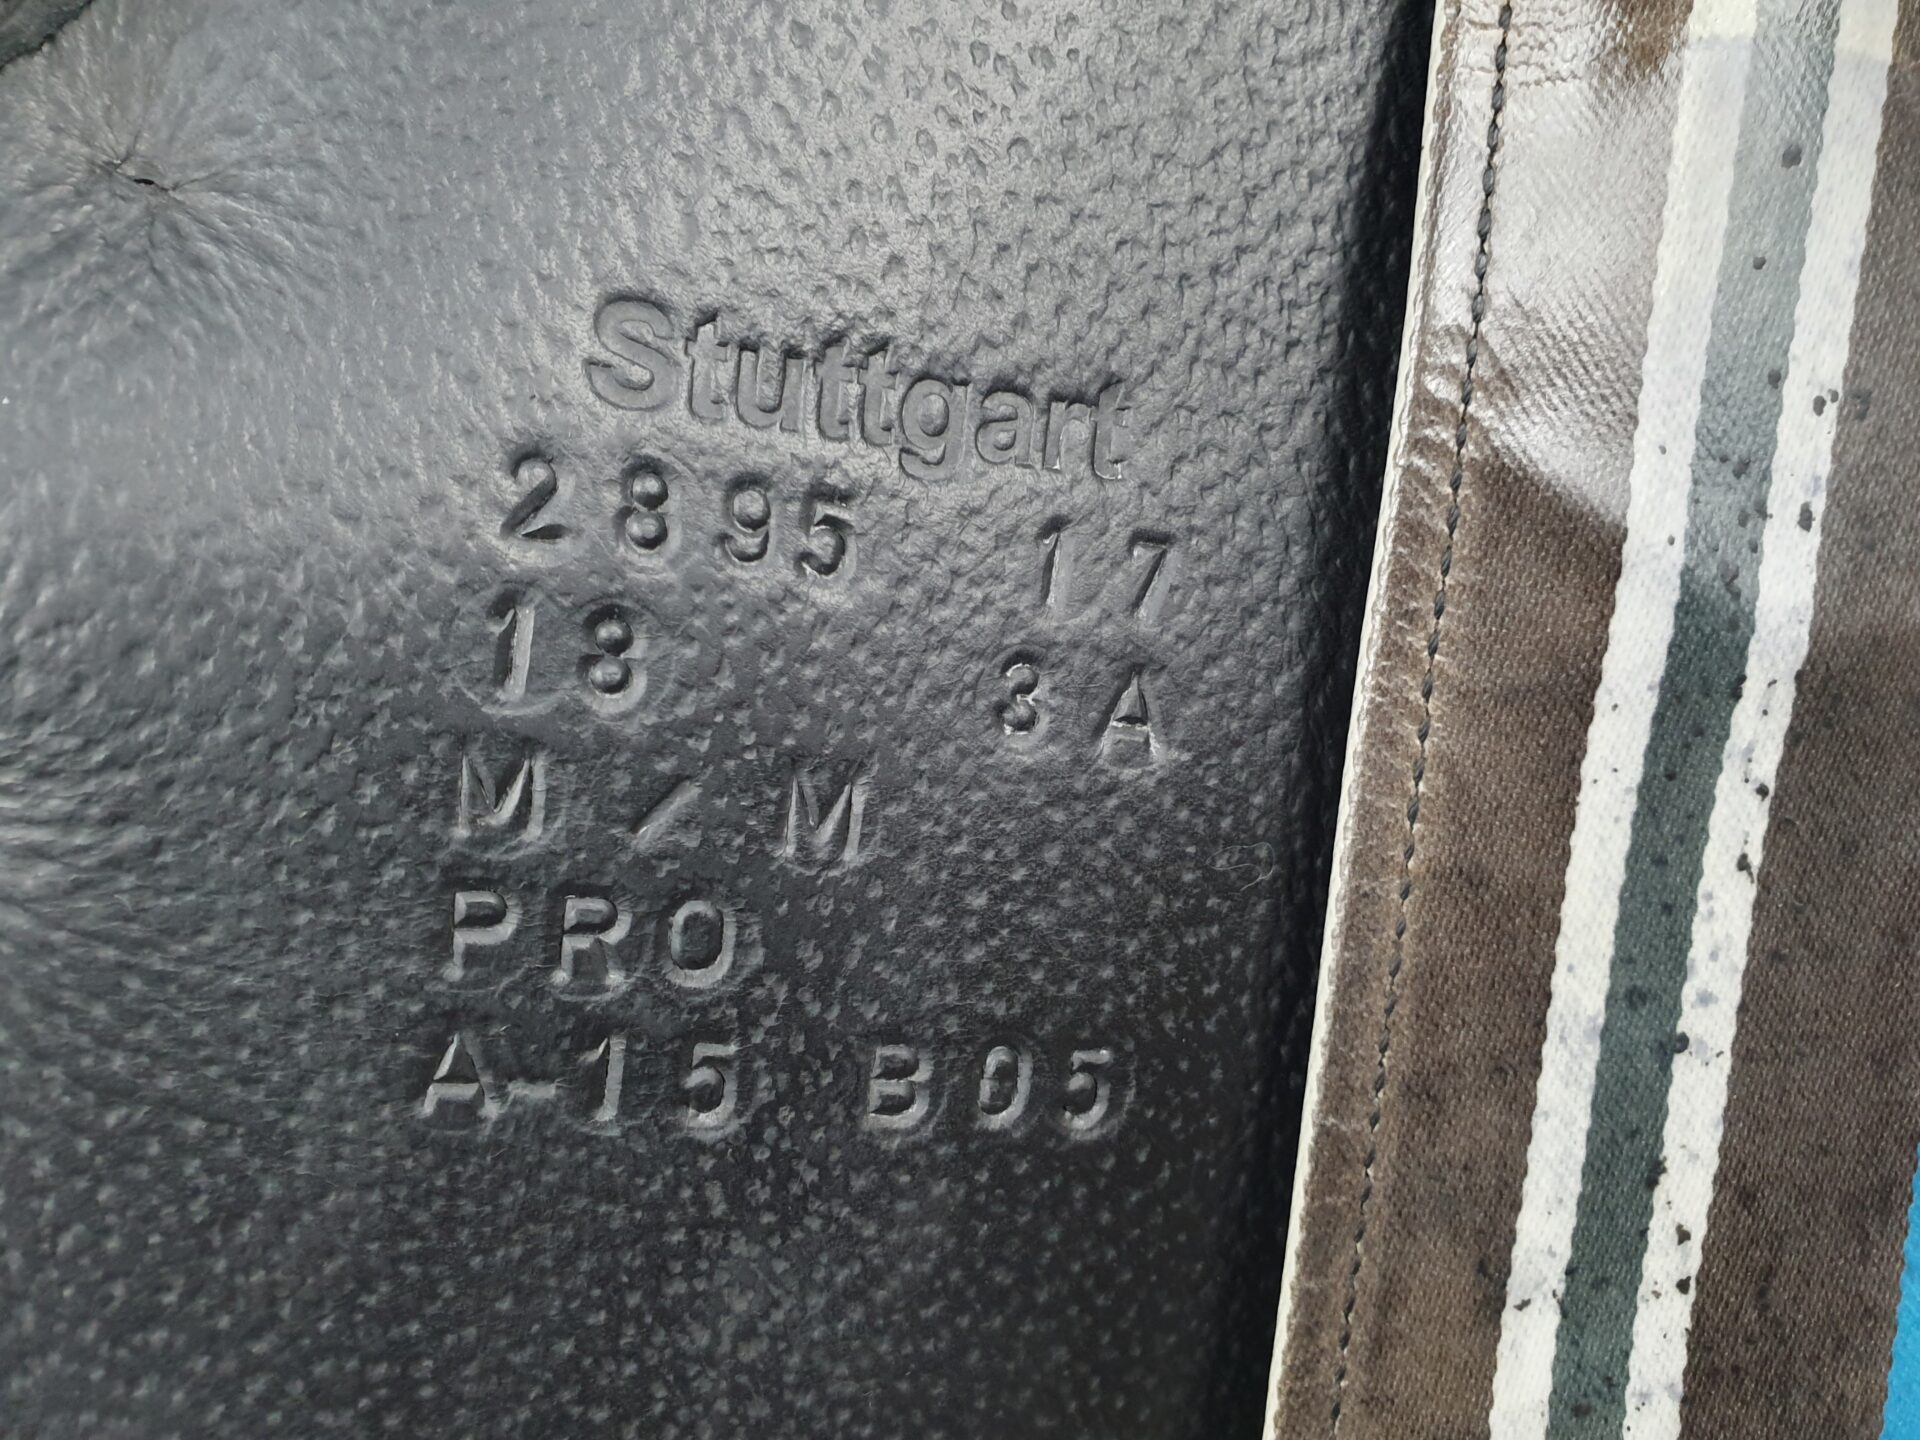 Stuttgart
2895 17
18 3A
M/M
PRO
A-15 B05